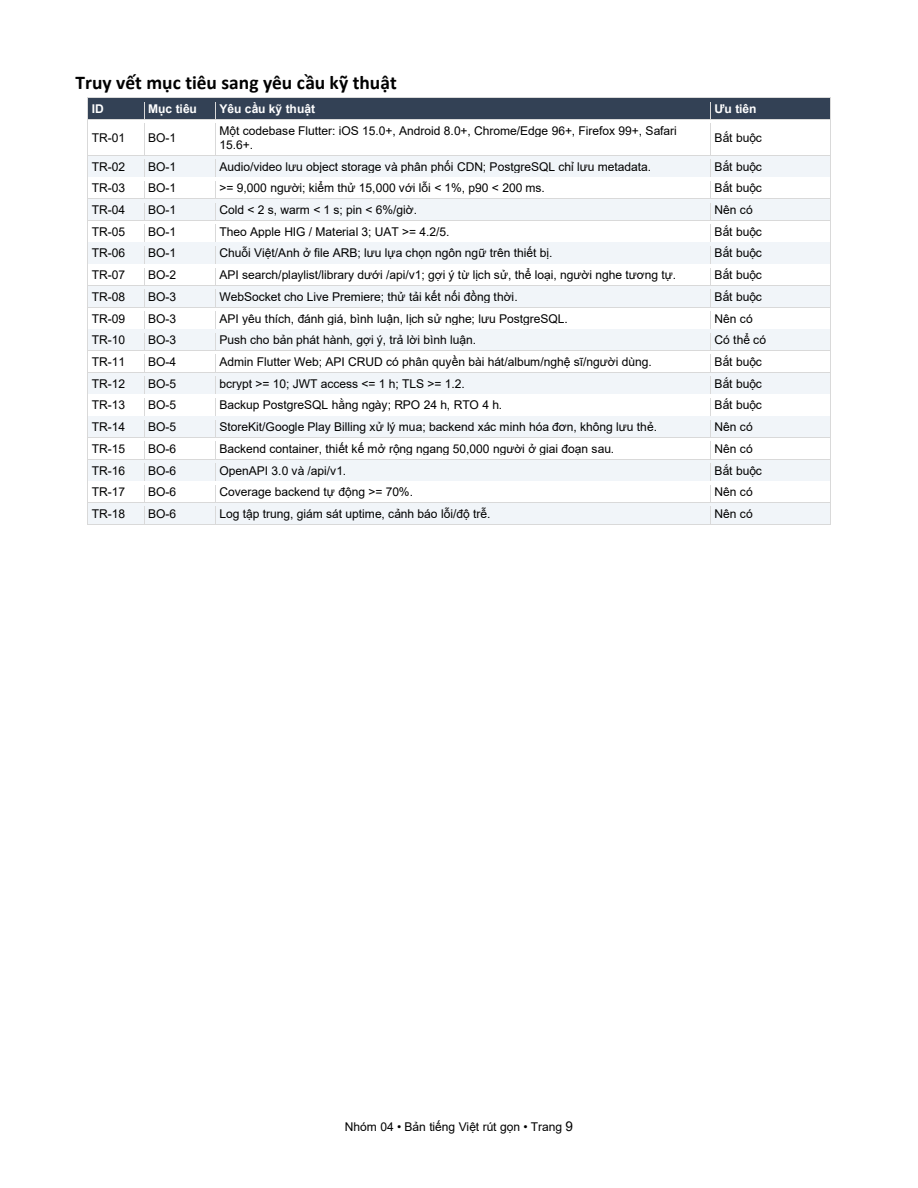 Truy vết mục tiêu sang yêu cầu kỹ thuật
ID Mục tiêu Yêu cầu kỹ thuật Ưu tiên
TR-01 BO-1 Một codebase Flutter: iOS 15.0+, Android 8.0+, Chrome/Edge 96+, Firefox 99+, Safari 15.6+. Bắt buộc
TR-02 BO-1 Audio/video lưu object storage và phân phối CDN; PostgreSQL chỉ lưu metadata. Bắt buộc
TR-03 BO-1 >= 9,000 người; kiểm thử 15,000 với lỗi < 1%, p90 < 200 ms. Bắt buộc
TR-04 BO-1 Cold < 2 s, warm < 1 s; pin < 6%/giờ. Nên có
TR-05 BO-1 Theo Apple HIG / Material 3; UAT >= 4.2/5. Bắt buộc
TR-06 BO-1 Chuỗi Việt/Anh ở file ARB; lưu lựa chọn ngôn ngữ trên thiết bị. Bắt buộc
TR-07 BO-2 API search/playlist/library dưới /api/v1; gợi ý từ lịch sử, thể loại, người nghe tương tự. Bắt buộc
TR-08 BO-3 WebSocket cho Live Premiere; thử tải kết nối đồng thời. Bắt buộc
TR-09 BO-3 API yêu thích, đánh giá, bình luận, lịch sử nghe; lưu PostgreSQL. Nên có
TR-10 BO-3 Push cho bản phát hành, gợi ý, trả lời bình luận. Có thể có
TR-11 BO-4 Admin Flutter Web; API CRUD có phân quyền bài hát/album/nghệ sĩ/người dùng. Bắt buộc
TR-12 BO-5 bcrypt >= 10; JWT access <= 1 h; TLS >= 1.2. Bắt buộc
TR-13 BO-5 Backup PostgreSQL hằng ngày; RPO 24 h, RTO 4 h. Bắt buộc
TR-14 BO-5 StoreKit/Google Play Billing xử lý mua; backend xác minh hóa đơn, không lưu thẻ. Nên có
TR-15 BO-6 Backend container, thiết kế mở rộng ngang 50,000 người ở giai đoạn sau. Nên có
TR-16 BO-6 OpenAPI 3.0 và /api/v1. Bắt buộc
TR-17 BO-6 Coverage backend tự động >= 70%. Nên có
TR-18 BO-6 Log tập trung, giám sát uptime, cảnh báo lỗi/độ trễ. Nên có
Nhóm 04 • Bản tiếng Việt rút gọn • Trang 9